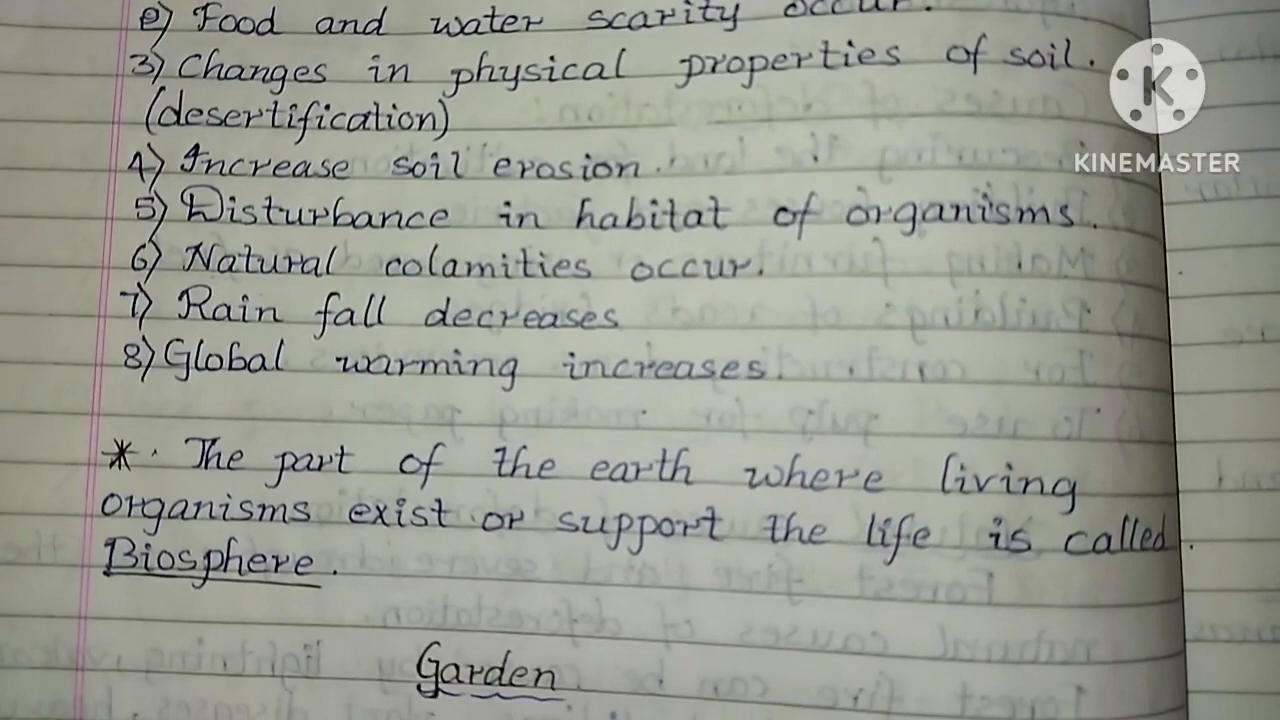 e) Food and water scarity occur.
3) Changes in physical properties of soil.
(desertification)
4) Increase soil erosion.
5) Disturbance in habitat of organisms.
6) Natural colamities occur.
7) Rain fall decreases
8) Global warming increases.
* The part of the earth where living
organisms exist or support the life is called
Biosphere.
Garden
K
KINEMASTER